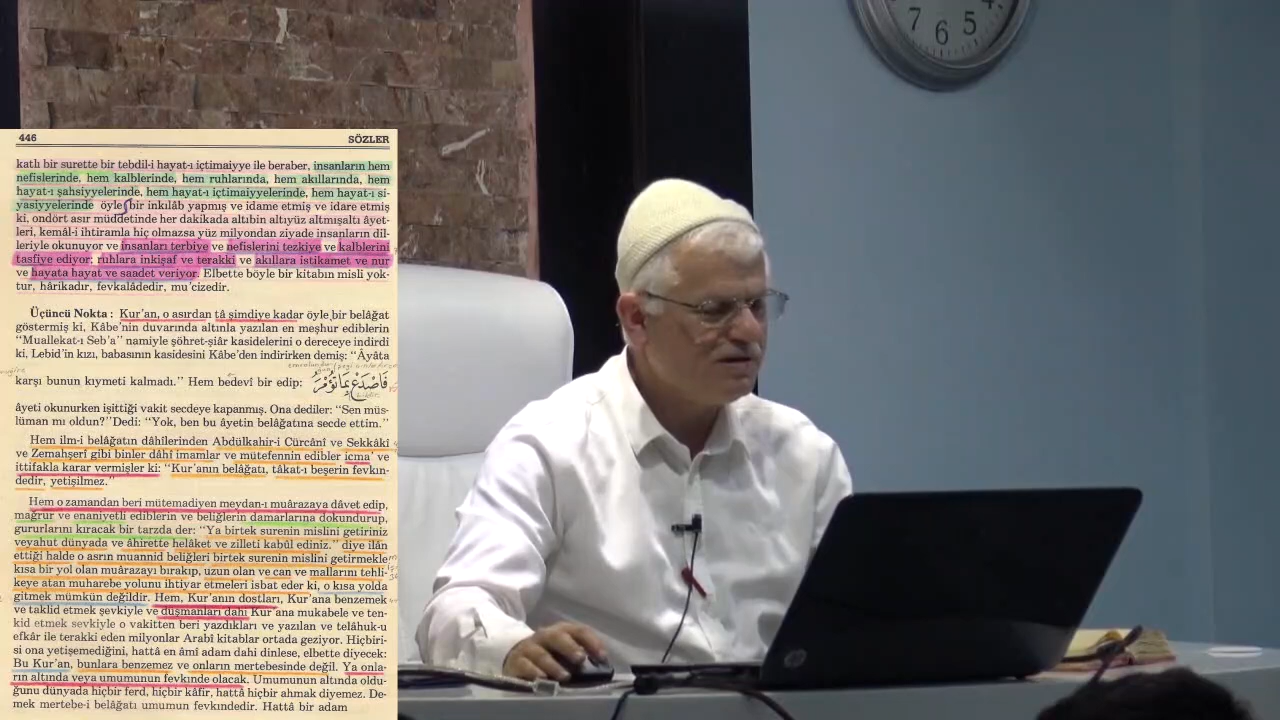 446 SÖZLER
katlı bir surette bir tebdil-i hayat-ı içtimaiyye ile beraber, insanların hem
nefislerinde, hem kalblerinde, hem ruhlarında, hem akıllarında, hem
hayat-ı şahsiyyelerinde, hem hayat-ı içtimaiyyelerinde, hem hayat-ı si-
yasiyyelerinde öyle bir inkılâb yapmış ve idame etmiş ve idare etmiş
ki, ondört asır müddetinde her dakikada altıbin altıyüz altmışaltı âyet-
leri, kemâl-i ihtiramla hiç olmazsa yüz milyondan ziyade insanların dil-
leriyle okunuyor ve insanları terbiye ve nefislerini tezkiye ve kalblerini
tasfiye ediyor; ruhlara inkişaf ve terakki ve akıllara istikamet ve nur
ve hayata hayat ve saadet veriyor. Elbette böyle bir kitabın misli yok-
tur, hârikadır, fevkalâdedir, mu'cizedir.
Üçüncü Nokta : Kur'an, o asırdan tâ şimdiye kadar öyle bir belâğat
göstermiş ki, Kâbe'nin duvarında altınla yazılan en meşhur ediblerin
"Muallekat-ı Seb'a" namiyle şöhret-şiâr kasidelerini o dereceye indirdi
ki, Lebid'in kızı, babasının kasidesini Kâbe'den indirirken demiş: "Âyâta
karşı bunun kıymeti kalmadı." Hem bedevî bir edip: فَاصْدَعْ بِمَا تُؤْمَرُ
âyeti okunurken işittiği vakit secdeye kapanmış. Ona dediler: "Sen müs-
lüman mı oldun?" Dedi: "Yok, ben bu âyetin belâğatına secde ettim."
Hem ilm-i belâğatın dâhilerinden Abdülkahir-i Cürcânî ve Sekkâkî
ve Zemahşerî gibi binler dâhî imamlar ve mütefennin edibler icma' ve
ittifakla karar vermişler ki: "Kur'anın belâğatı, tâkat-ı beşerin fevkın-
dedir, yetişilmez."
Hem o zamandan beri mütemadiyen meydan-ı muârazaya dâvet edip,
mağrur ve enaniyetli ediblerin ve beliğlerin damarlarına dokundurup,
gururlarını kıracak bir tarzda der: "Ya birtek surenin mislini getiriniz
veyahut dünyada ve âhirette helâket ve zilleti kabûl ediniz." diye ilân
ettiği halde o asrın muannid beliğleri birtek surenin mislini getirmekle
kısa bir yol olan muârazayı bırakıp, uzun olan ve can ve mallarını tehli-
keye atan muharebe yolunu ihtiyar etmeleri isbat eder ki, o kısa yolda
gitmek mümkün değildir. Hem, Kur'anın dostları, Kur'ana benzemek
ve taklid etmek şevkiyle ve düşmanları dahi Kur'ana mukabele ve ten-
kid etmek sevkiyle o vakitten beri yazdıkları ve yazılan ve telâhuk-u
efkâr ile terakki eden milyonlar Arabî kitablar ortada geziyor. Hiçbiri-
si ona yetişemediğini, hattâ en âmi adam dahi dinlese, elbette diyecek:
Bu Kur'an, bunlara benzemez ve onların mertebesinde değil. Ya onla-
rın altında veya umumunun fevkinde olacak. Umumunun altında oldu-
ğunu dünyada hiçbir ferd, hiçbir kâfir, hattâ hiçbir ahmak diyemez. De-
mek mertebe-i belâğatı umumun fevkındedir. Hattâ bir adam
7 6 5 4
hp